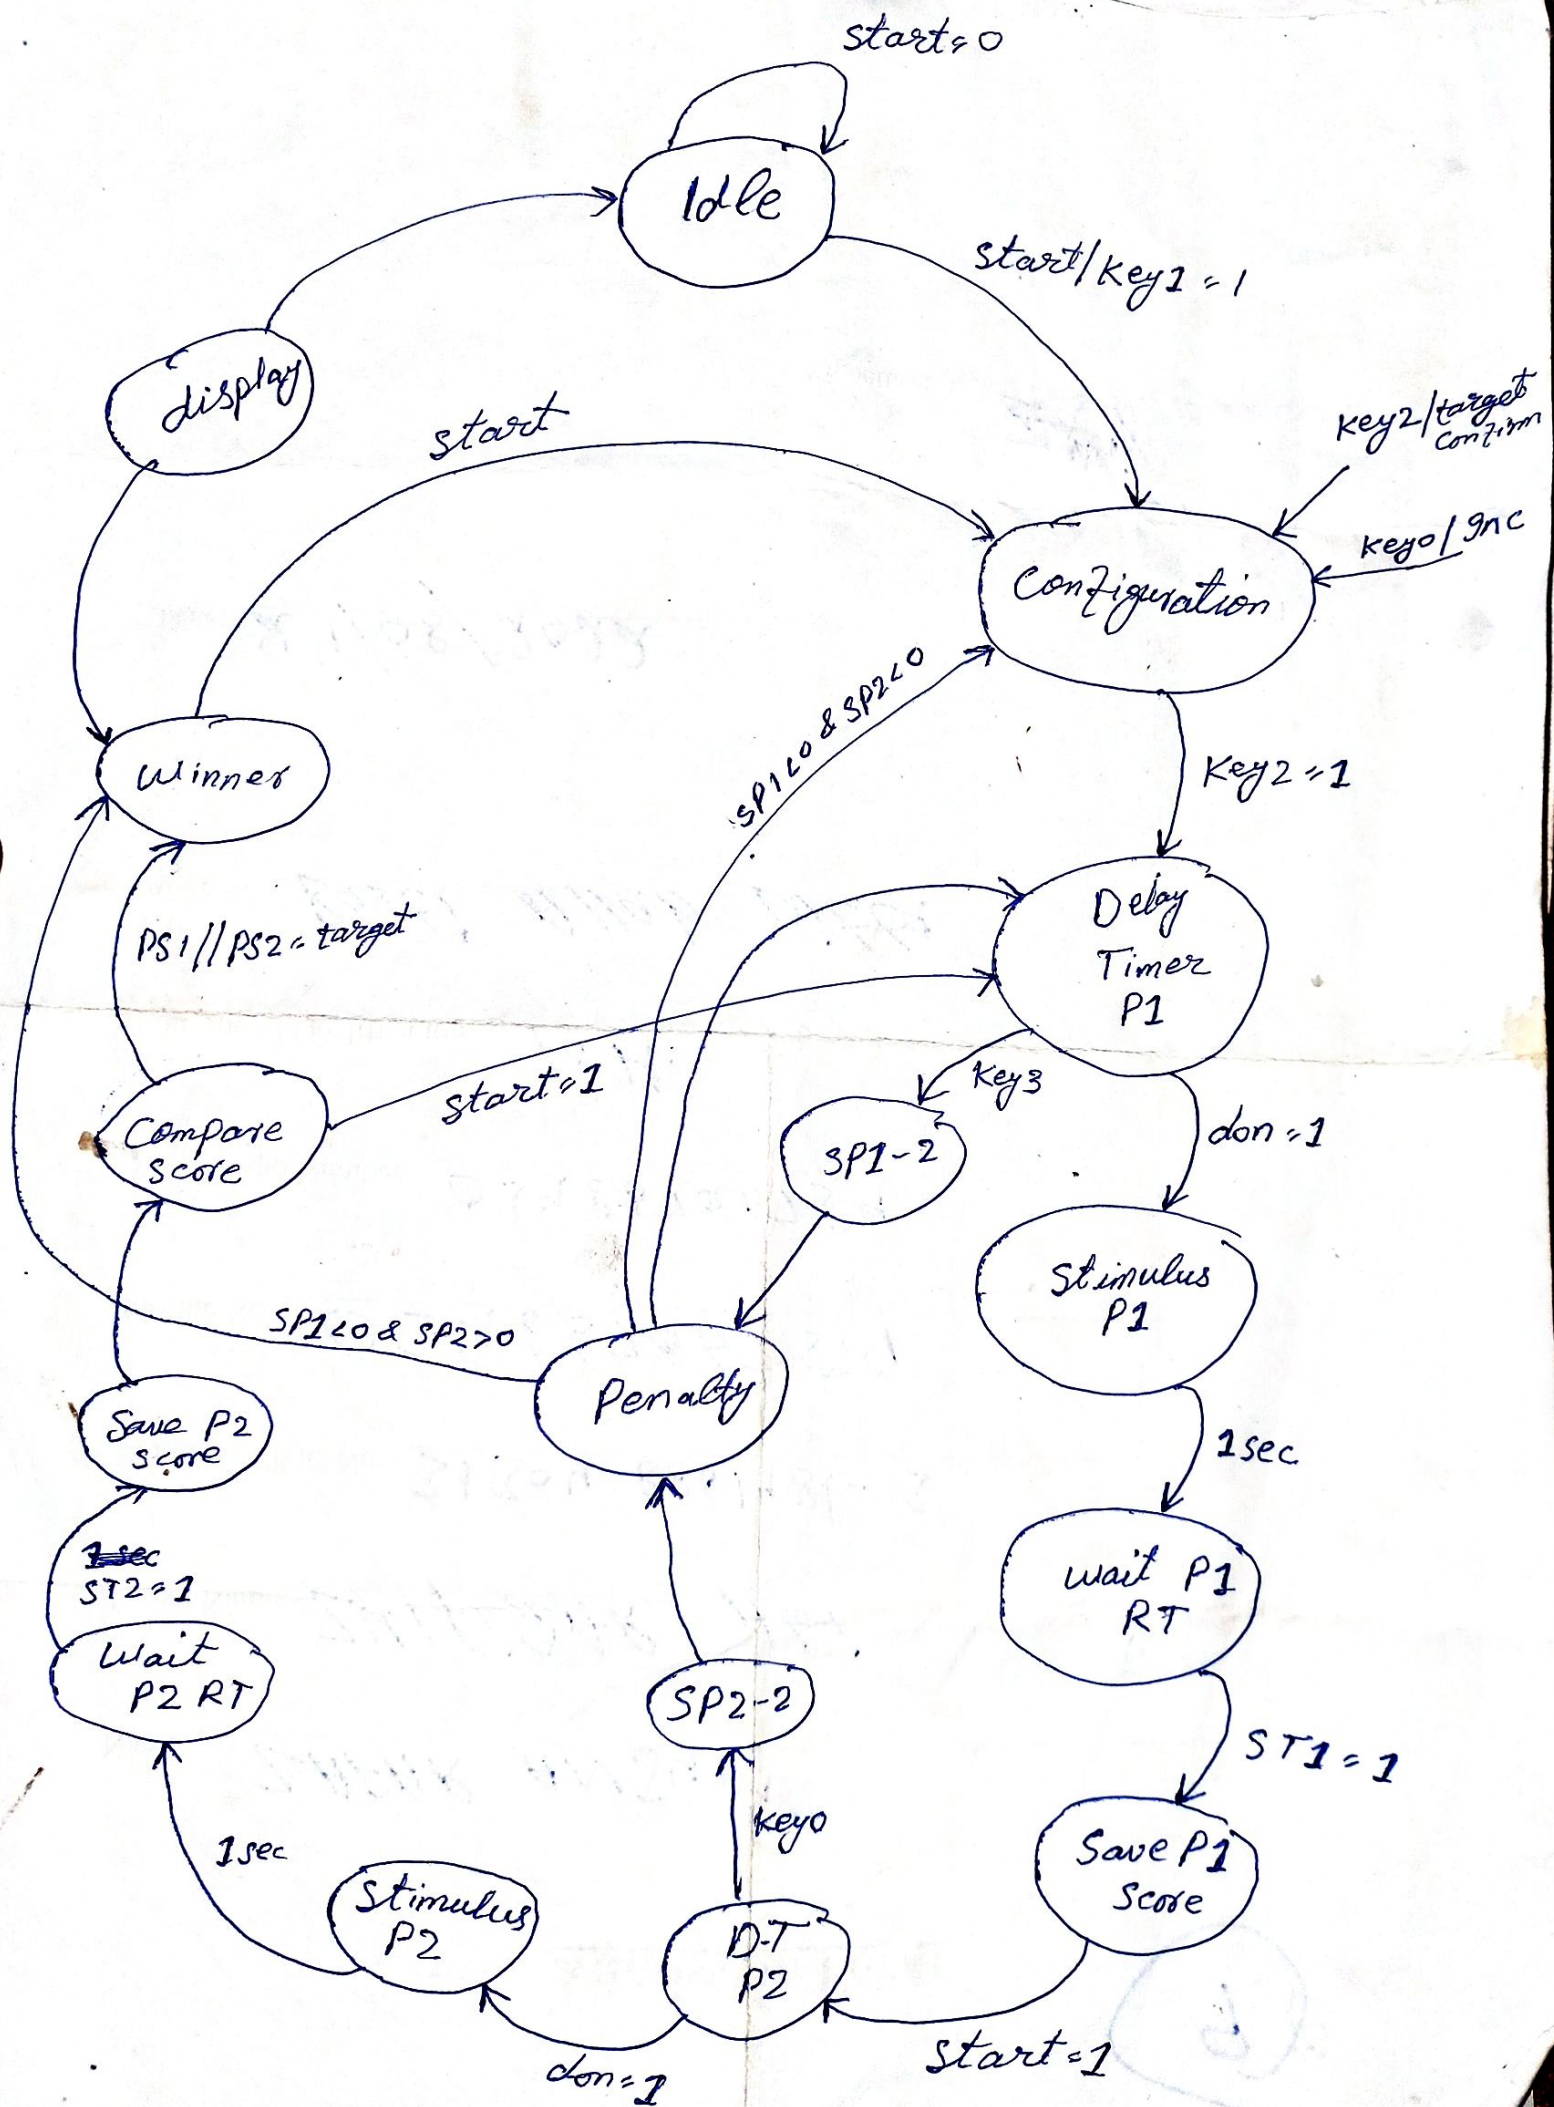 start=0
Idle
start/Key1=1
display
start
Key2/target
Confirm
Key0/Inc
Configuration
SP1<0 & SP2<0
Winner
Key2=1
PS1//PS2=target
Delay
Timer
P1
Key3
start=1
don=1
Compare
score
SP1-2
Stimulus
P1
SP1<0 & SP2>0
Penalty
Save P2
score
1sec
1sec
ST2=1
Wait P1
RT
Wait
P2 RT
SP2-2
ST1=1
Key0
1sec
Save P1
Score
Stimulus
P2
D-T
P2
start=1
don=1